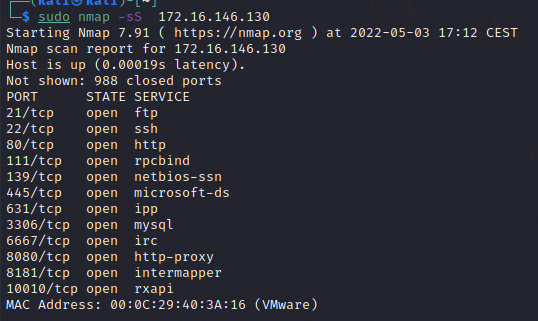 (kali㉿kali)-[~]
$ sudo nmap -sS  172.16.146.130
Starting Nmap 7.91 ( https://nmap.org ) at 2022-05-03 17:12 CEST
Nmap scan report for 172.16.146.130
Host is up (0.00019s latency).
Not shown: 988 closed ports
PORT      STATE SERVICE
21/tcp    open  ftp
22/tcp    open  ssh
80/tcp    open  http
111/tcp   open  rpcbind
139/tcp   open  netbios-ssn
445/tcp   open  microsoft-ds
631/tcp   open  ipp
3306/tcp  open  mysql
6667/tcp  open  irc
8080/tcp  open  http-proxy
8181/tcp  open  intermapper
10010/tcp open  rxapi
MAC Address: 00:0C:29:40:3A:16 (VMware)